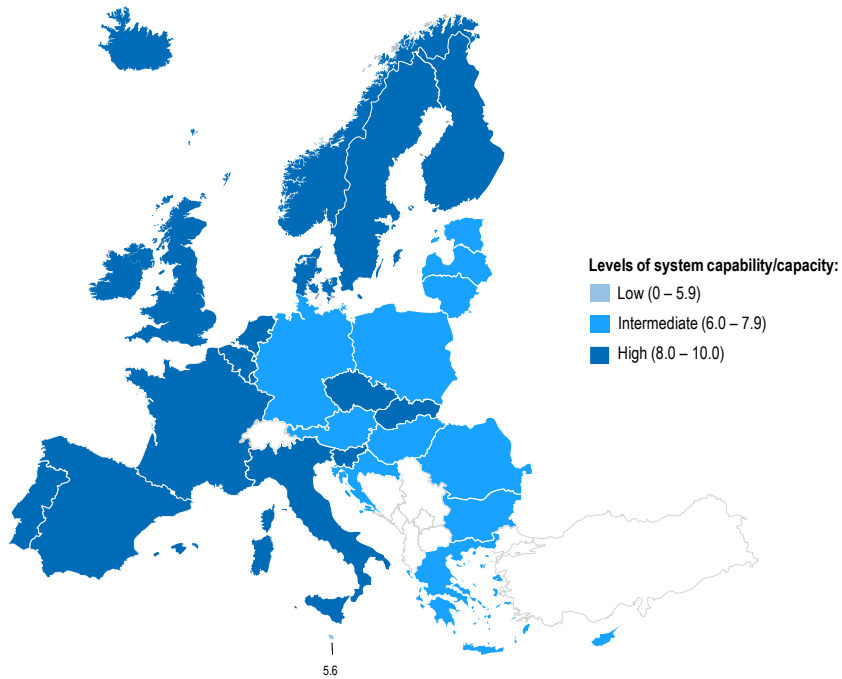 Levels of system capability/capacity:
Low (0 – 5.9)
Intermediate (6.0 – 7.9)
High (8.0 – 10.0)
5.6